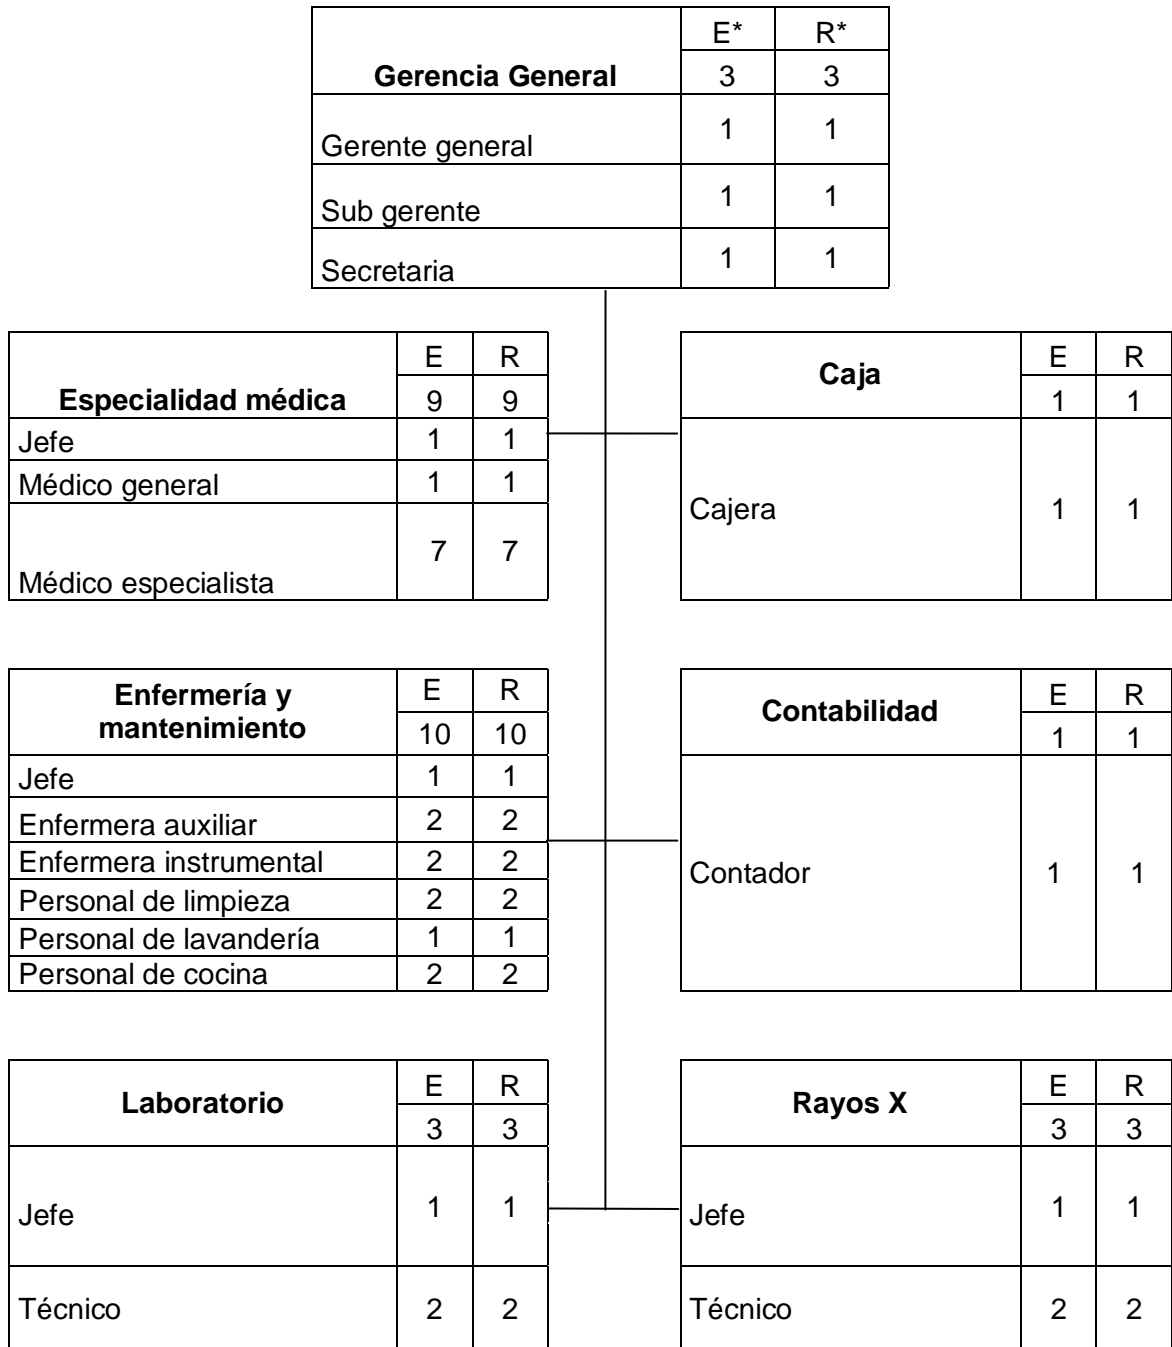 E* R*
Gerencia General 3 3
Gerente general 1 1
Sub gerente 1 1
Secretaria 1 1
E R
Especialidad médica 9 9
Jefe 1 1
Médico general 1 1
Médico especialista 7 7
Caja E R
1 1
Cajera 1 1
Enfermería y E R
mantenimiento 10 10
Jefe 1 1
Enfermera auxiliar 2 2
Enfermera instrumental 2 2
Personal de limpieza 2 2
Personal de lavandería 1 1
Personal de cocina 2 2
Contabilidad E R
1 1
Contador 1 1
Laboratorio E R
3 3
Jefe 1 1
Técnico 2 2
Rayos X E R
3 3
Jefe 1 1
Técnico 2 2